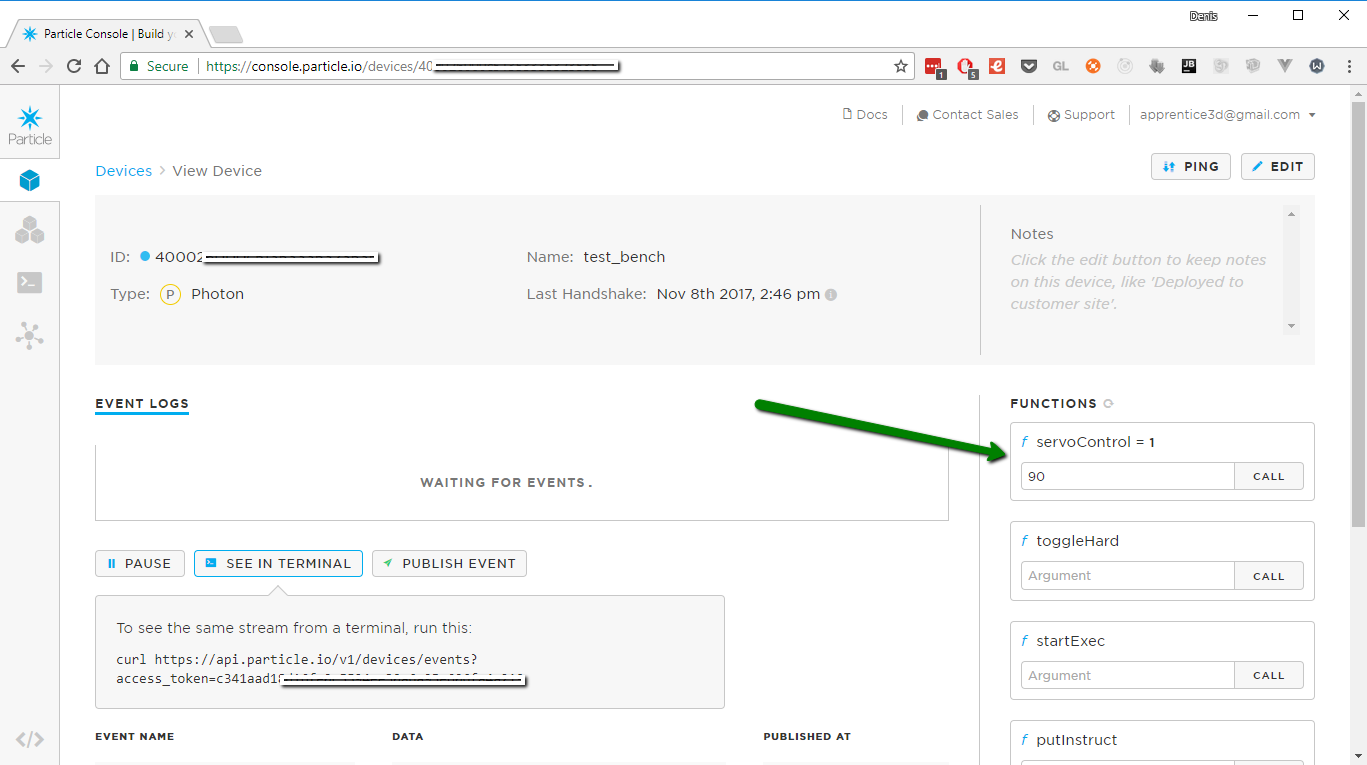 Denis
Particle Console | Build y
Secure https://console.particle.io/devices/40
1 5 GL JB W
Particle
Docs Contact Sales Support apprentice3d@gmail.com
Devices > View Device
PING EDIT
ID: 40002
Name: test_bench
Type: P Photon
Last Handshake: Nov 8th 2017, 2:46 pm
Notes
Click the edit button to keep notes
on this device, like 'Deployed to
customer site'.
EVENT LOGS
WAITING FOR EVENTS.
PAUSE SEE IN TERMINAL PUBLISH EVENT
To see the same stream from a terminal, run this:
curl https://api.particle.io/v1/devices/events?
access_token=c341aad18
EVENT NAME DATA PUBLISHED AT
FUNCTIONS
f servoControl = 1
90 CALL
f toggleHard
Argument CALL
f startExec
Argument CALL
f putInstruct